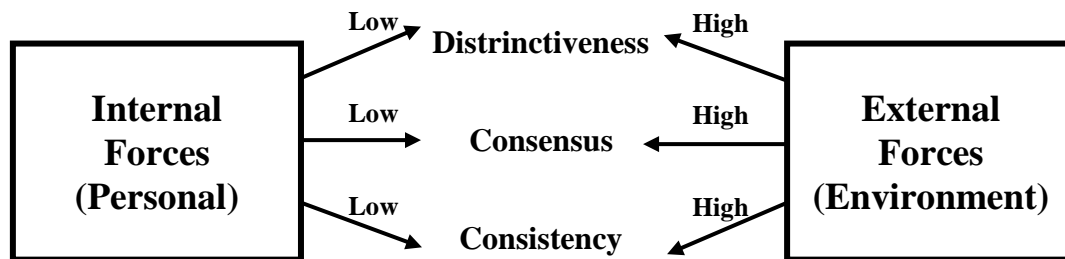 Low
Distrinctiveness
High
Internal
Forces
(Personal)
Low
Consensus
High
External
Forces
(Environment)
Low
Consistency
High